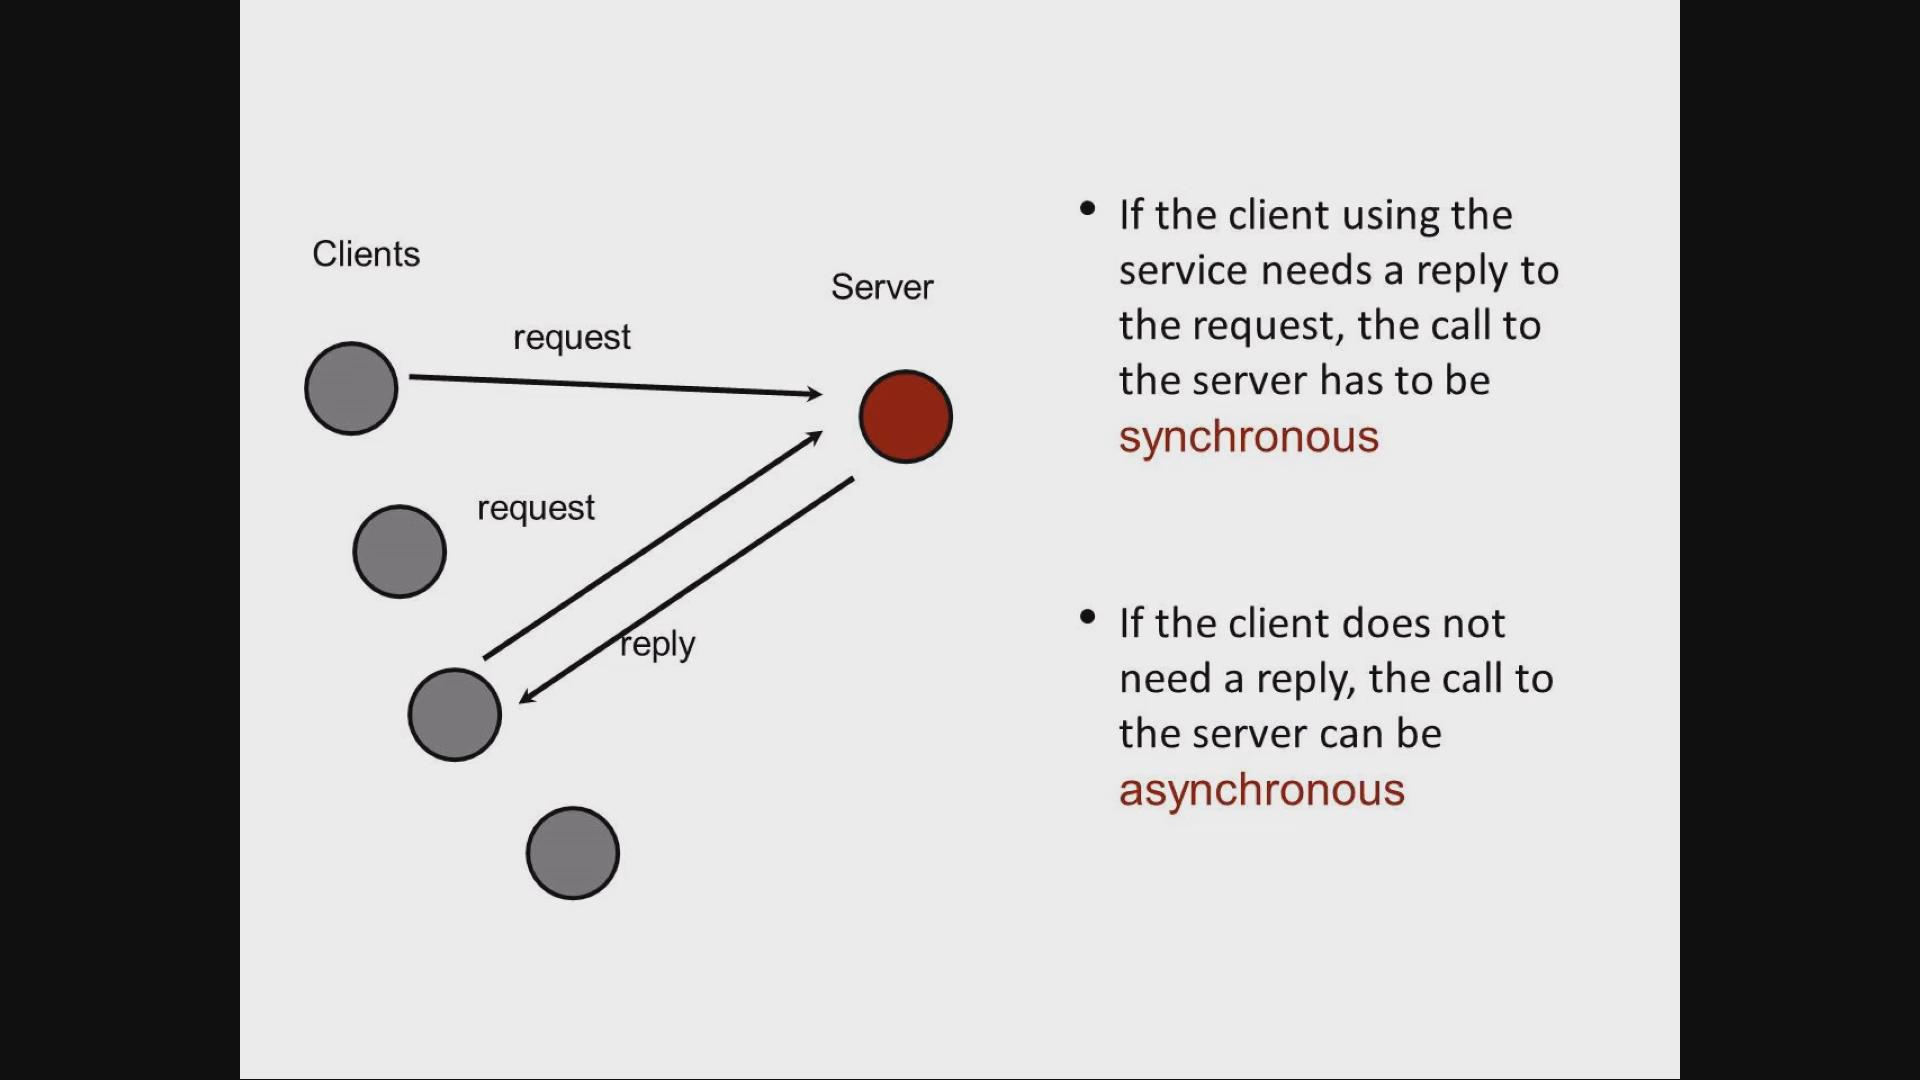 Clients
Server
request
request
reply
• If the client using the
service needs a reply to
the request, the call to
the server has to be
synchronous
• If the client does not
need a reply, the call to
the server can be
asynchronous